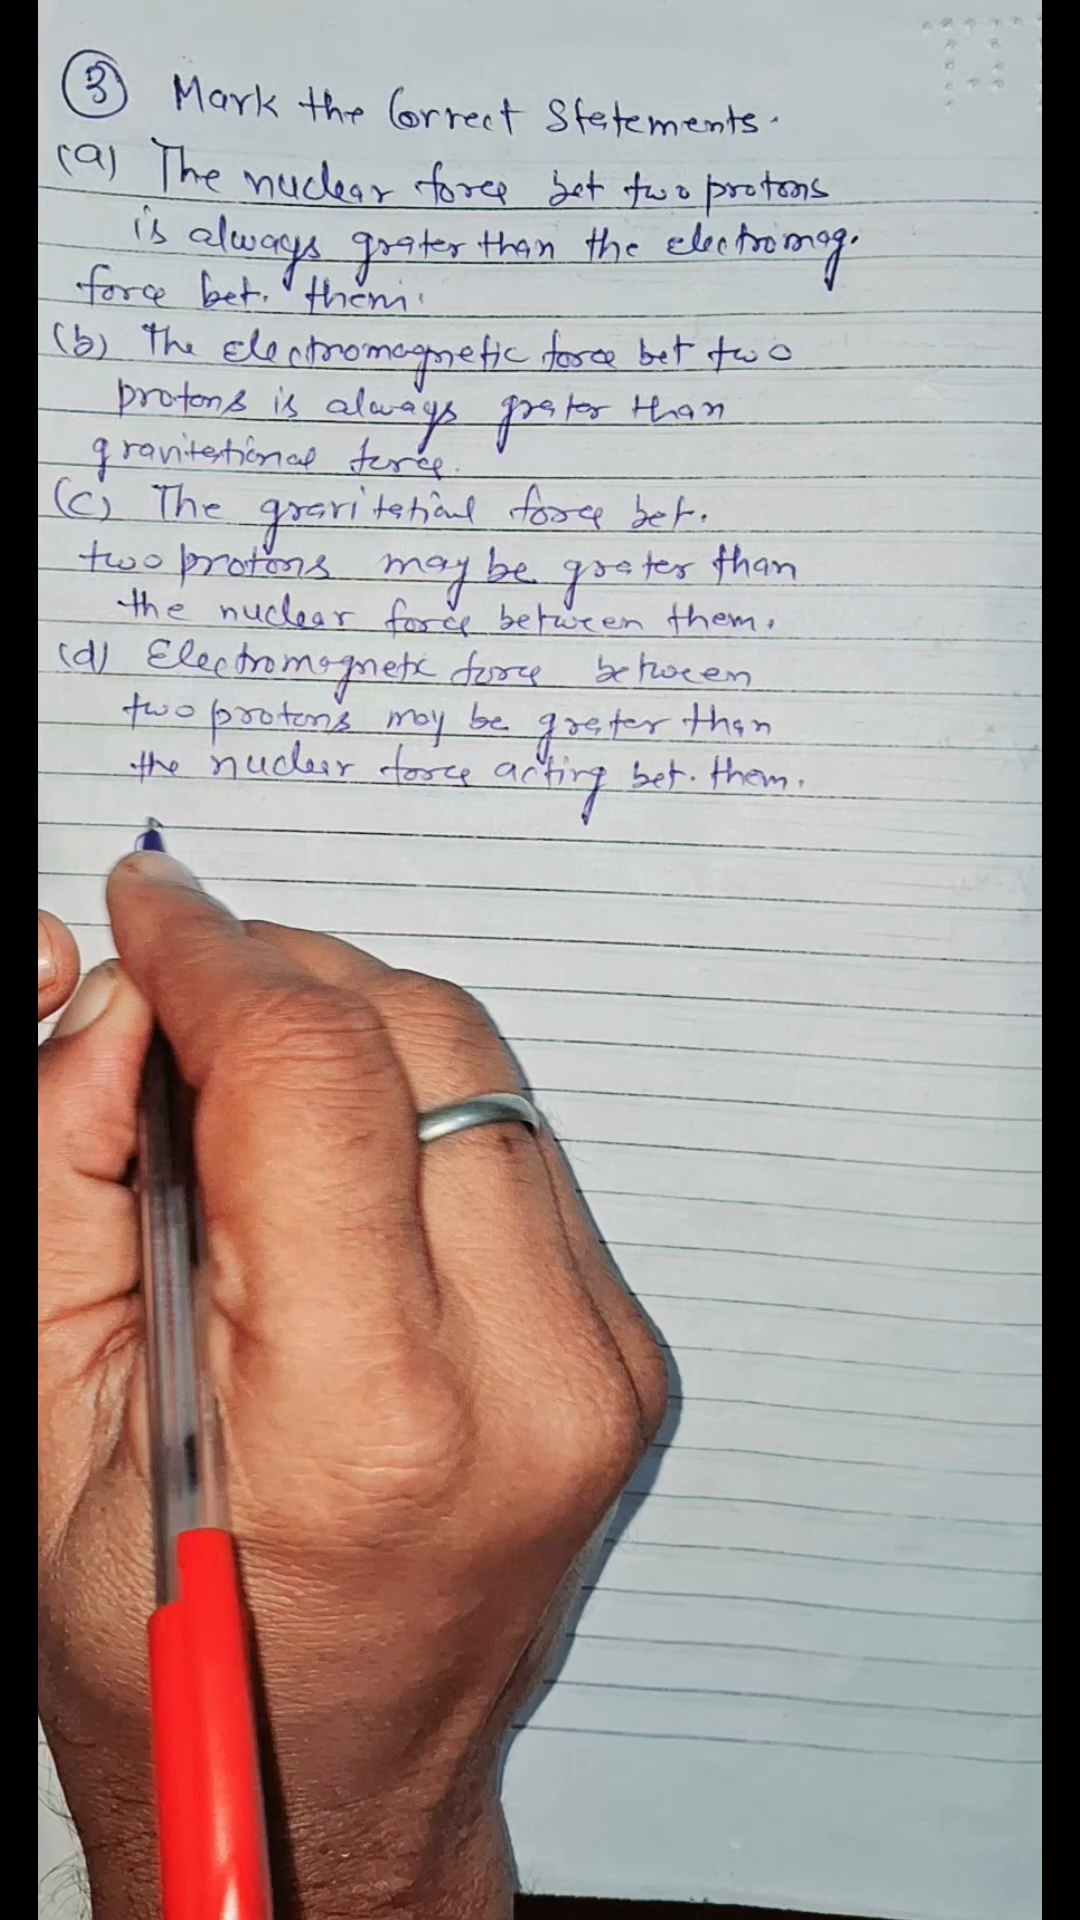 3 Mark the Correct Statements.
(a) The nuclear force bet two protons
is always grater than the electromag.
force bet. them.
(b) The electromagnetic force bet two
protons is always grater than
gravitational force.
(c) The gravitational force bet.
two protons may be grater than
the nuclear force between them.
(d) Electromagnetic force between
two protons may be greater than
the nuclear force acting bet. them.